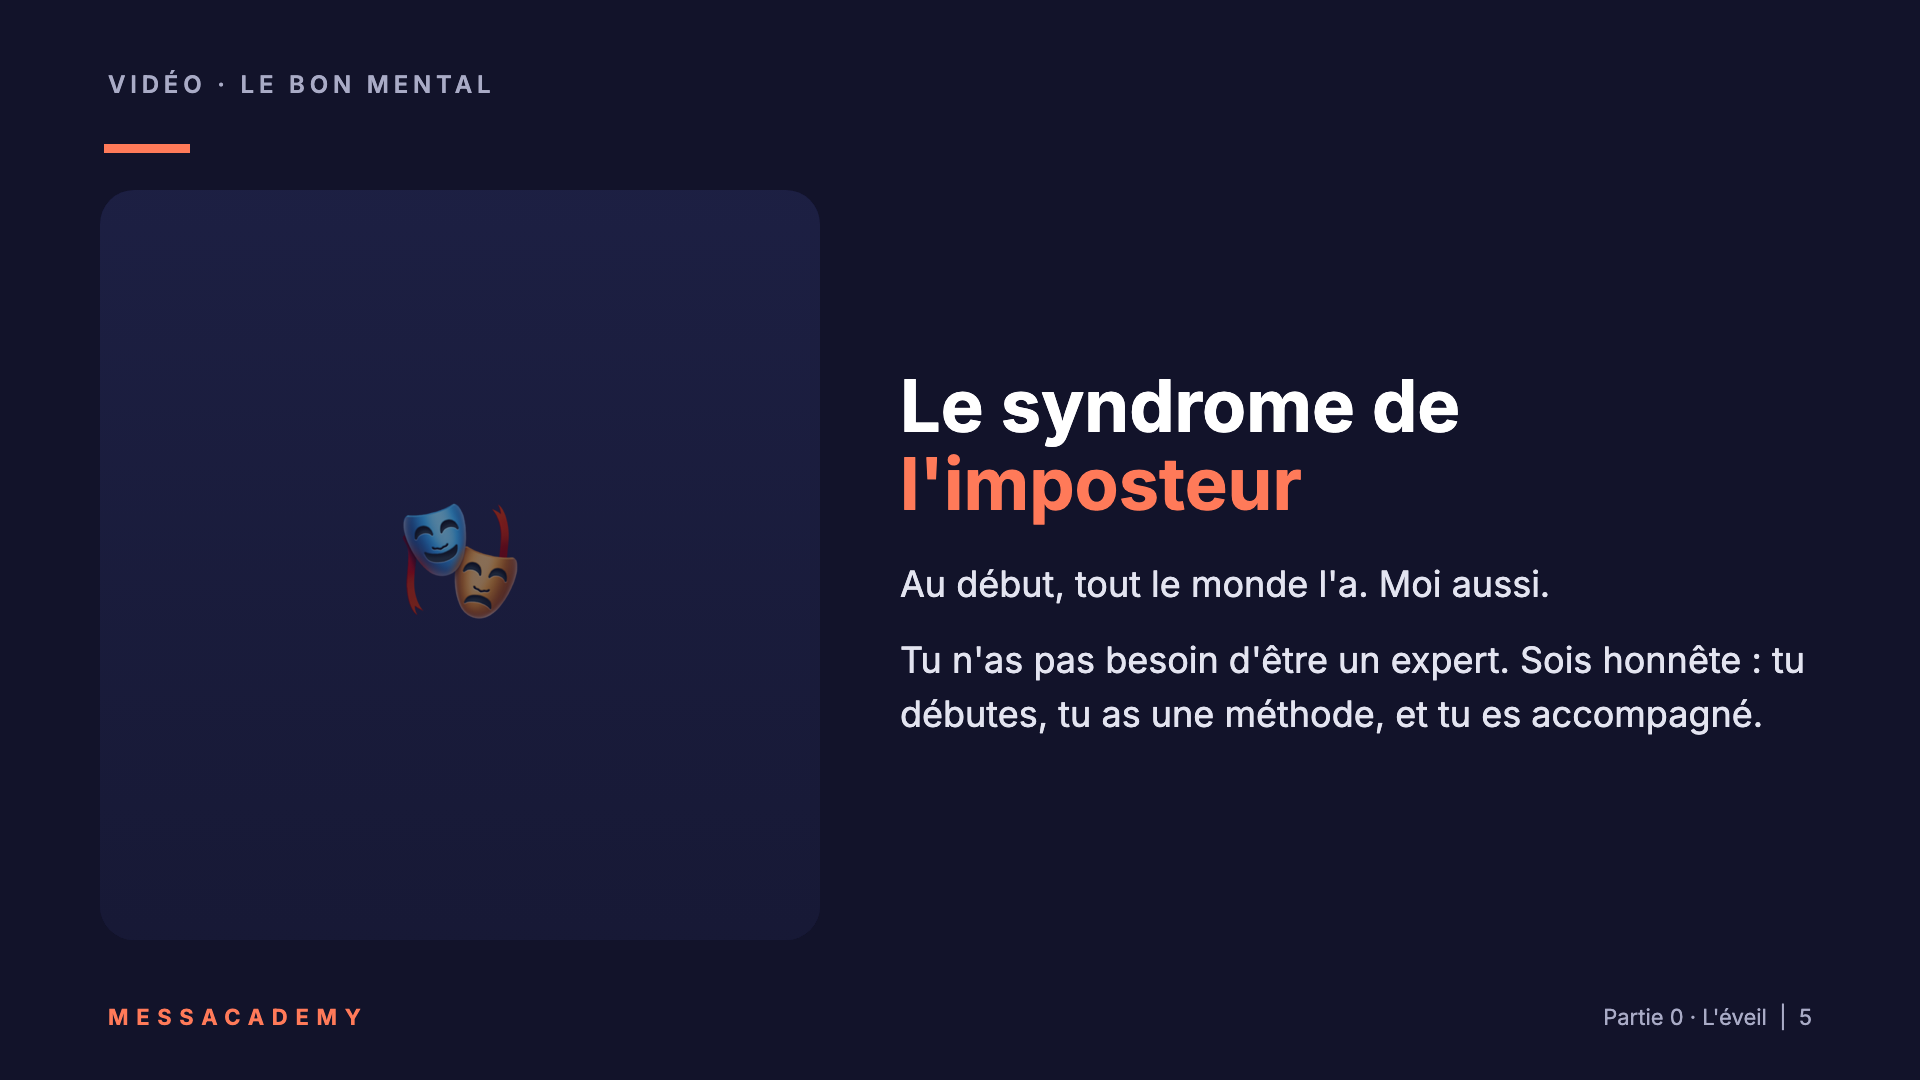 VIDÉO · LE BON MENTAL
Le syndrome de
l'imposteur
Au début, tout le monde l'a. Moi aussi.
Tu n'as pas besoin d'être un expert. Sois honnête : tu
débutes, tu as une méthode, et tu es accompagné.
MESSACADEMY
Partie 0 · L'éveil | 5